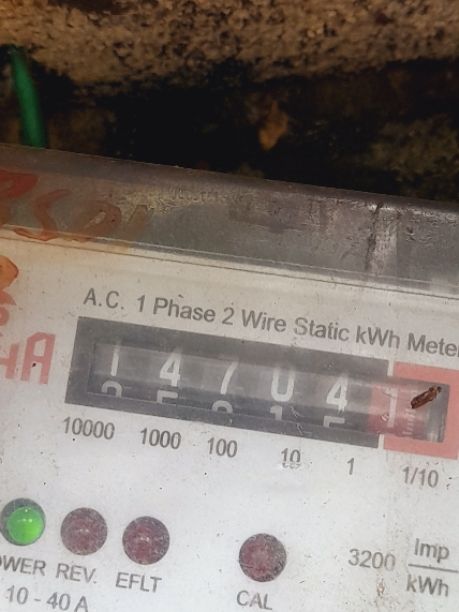 A.C. 1 Phase 2 Wire Static kWh Meter
HA
1 4 7 0 4 1
10000 1000 100 10 1 1/10
POWER REV. EFLT CAL
3200 Imp
kWh
10 - 40 A